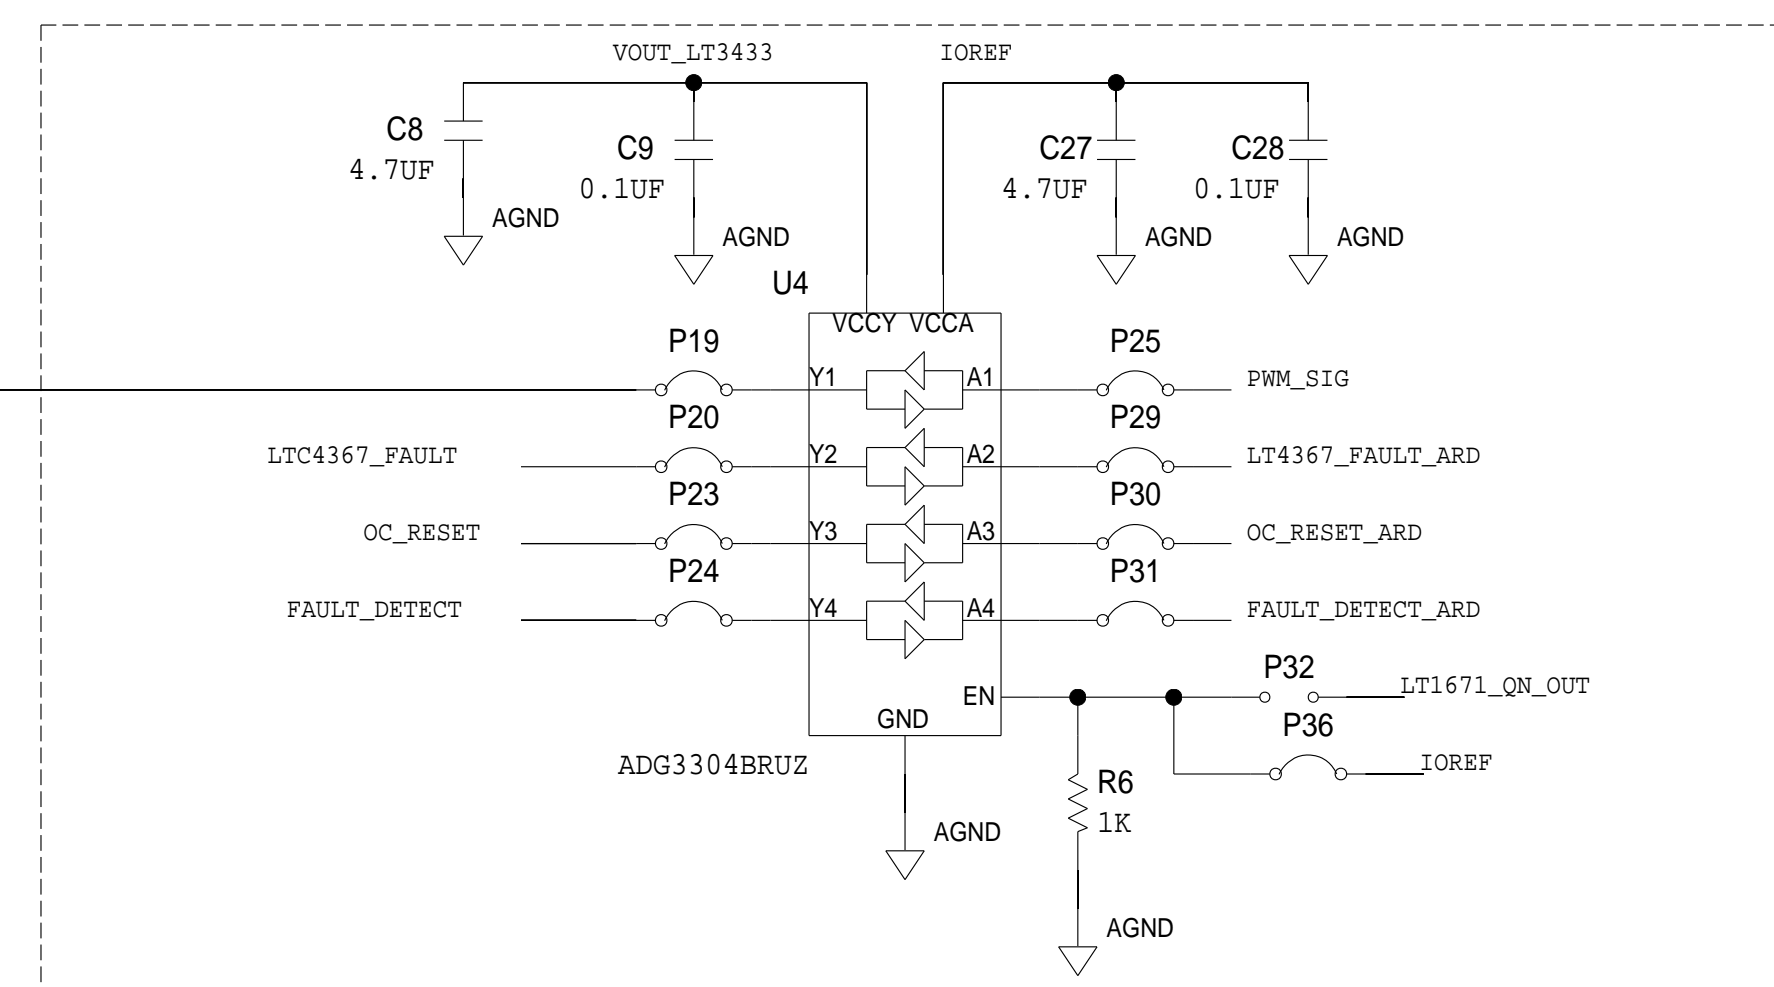 VOUT_LT3433
IOREF
C8
4.7UF
AGND
C9
0.1UF
AGND
C27
4.7UF
AGND
C28
0.1UF
AGND
U4
VCCY VCCA
P19
Y1
A1
P25
PWM_SIG
P20
LTC4367_FAULT
Y2
A2
P29
LT4367_FAULT_ARD
P23
OC_RESET
Y3
A3
P30
OC_RESET_ARD
P24
FAULT_DETECT
Y4
A4
P31
FAULT_DETECT_ARD
EN
P32
LT1671_QN_OUT
GND
P36
IOREF
ADG3304BRUZ
R6
1K
AGND
AGND